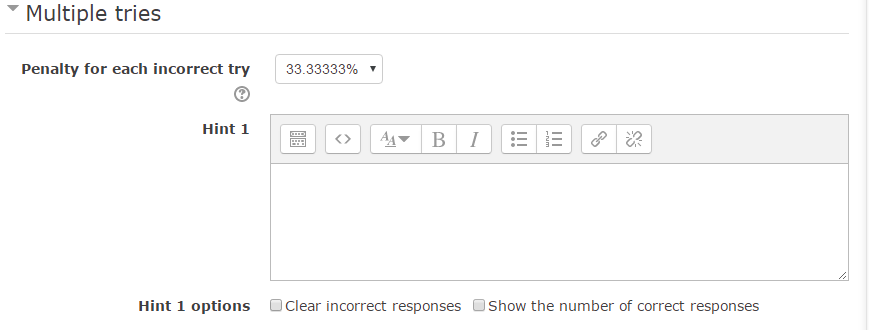 Multiple tries
Penalty for each incorrect try
33.33333%
Hint 1
Hint 1 options
Clear incorrect responses
Show the number of correct responses